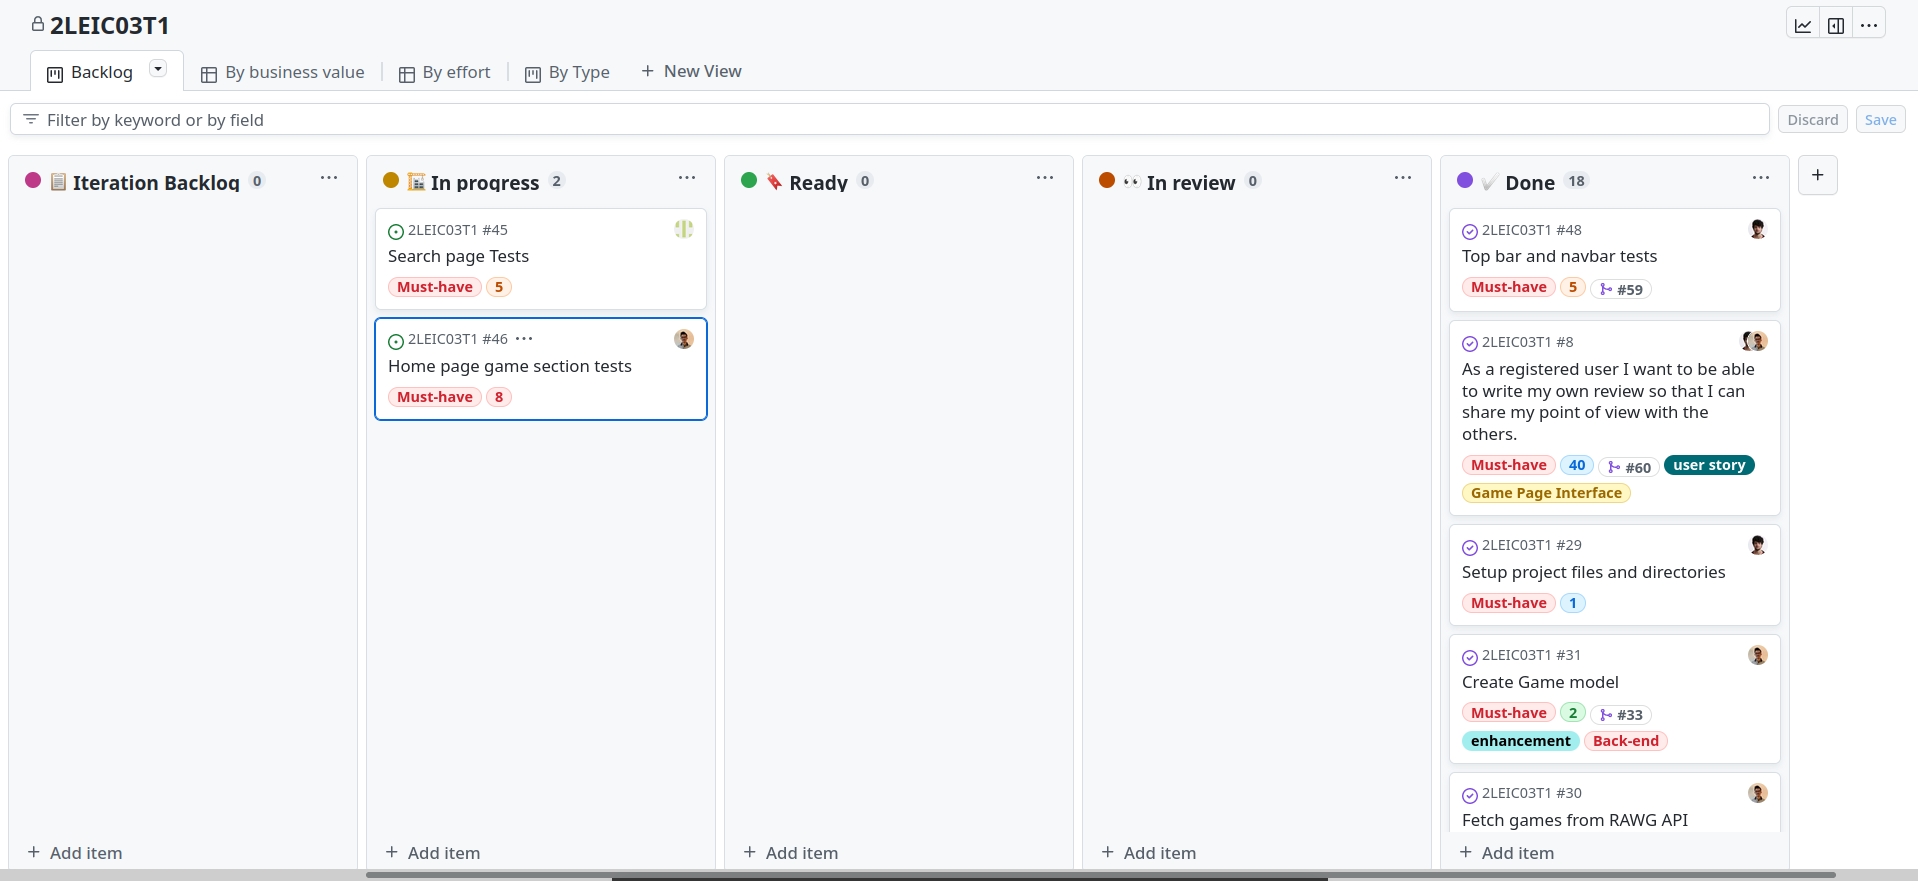 2LEIC03T1
Backlog
By business value
By effort
By Type
New View
Filter by keyword or by field
Discard
Save
Iteration Backlog 0
2LEIC03T1 #45
Search page Tests
Must-have 5
2LEIC03T1 #46
Home page game section tests
Must-have 8
In progress 2
Ready 0
In review 0
Done 18
2LEIC03T1 #48
Top bar and navbar tests
Must-have 5 #59
2LEIC03T1 #8
As a registered user I want to be able
to write my own review so that I can
share my point of view with the
others.
Must-have 40 #60 user story
Game Page Interface
2LEIC03T1 #29
Setup project files and directories
Must-have 1
2LEIC03T1 #31
Create Game model
Must-have 2 #33
enhancement Back-end
2LEIC03T1 #30
Fetch games from RAWG API
Add item
Add item
Add item
Add item
Add item